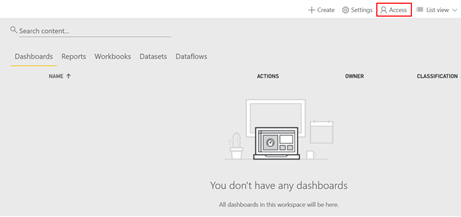 Create Settings Access List view
Search content...
Dashboards Reports Workbooks Datasets Dataflows
NAME ACTIONS OWNER CLASSIFICATION
You don't have any dashboards
All dashboards in this workspace will be here.